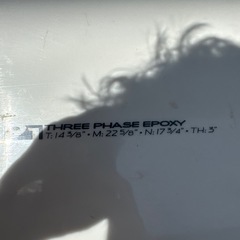 THREE PHASE EPOXY
T: 14 5/8" • M: 22 5/8" • N: 17 3/4" • TH: 3"